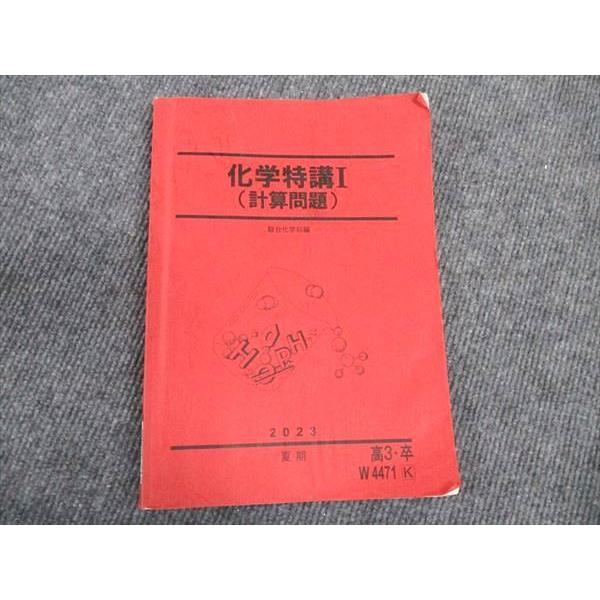 化学特講I
(計算問題)
駿台化学科編
2023
夏期
高3・卒
W4471 K